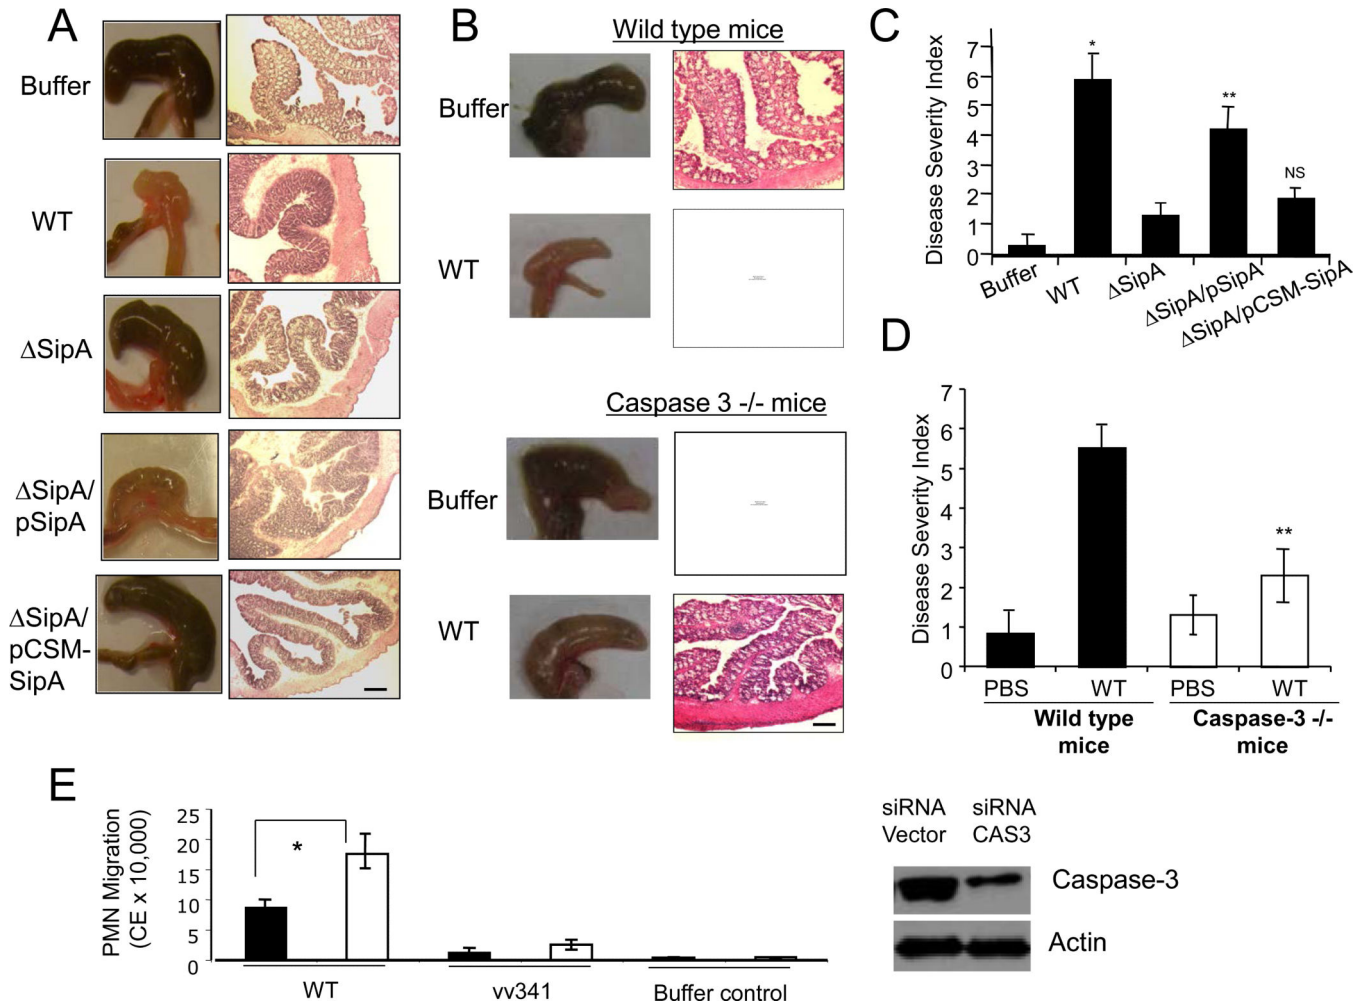 A
Buffer
WT
ΔSipA
ΔSipA/
pSipA
ΔSipA/
pCSM-
SipA
B
Wild type mice
Buffer
WT
Caspase 3 -/- mice
Buffer
WT
C
Disease Severity Index
7
6
5
4
3
2
1
0
*
**
NS
Buffer
WT
ΔSipA
ΔSipA/pSipA
ΔSipA/pCSM-SipA
D
Disease Severity Index
7
6
5
4
3
2
1
0
**
PBS WT PBS WT
Wild type
mice
Caspase-3 -/-
mice
E
PMN Migration
(CE x 10,000)
25
20
15
10
5
0
*
WT
vv341
Buffer control
siRNA
Vector
siRNA
CAS3
Caspase-3
Actin